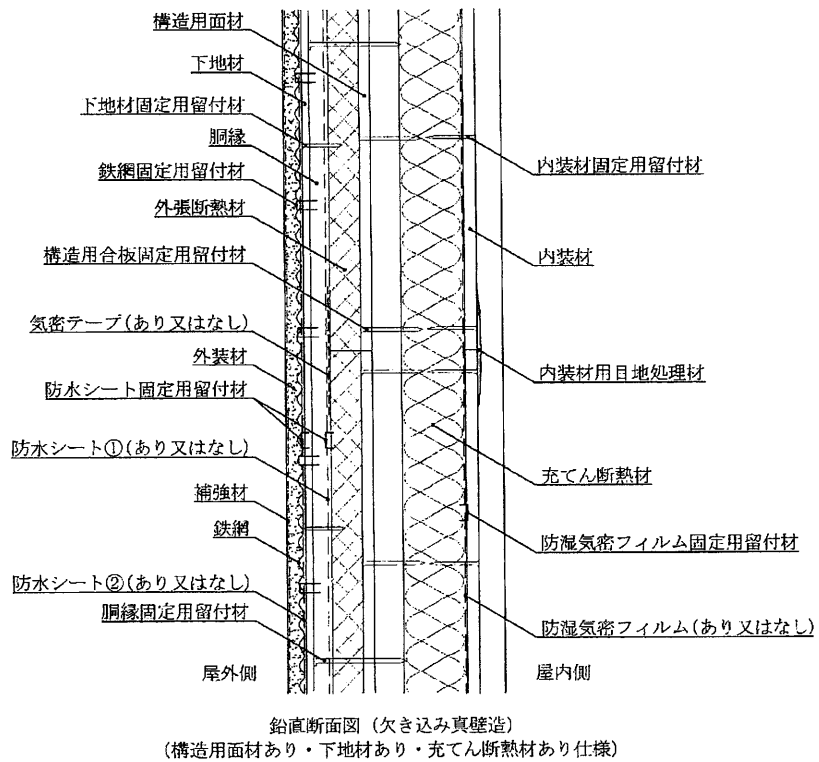 構造用面材
下地材
下地材固定用留付材
胴縁
鉄網固定用留付材
外張断熱材
構造用合板固定用留付材
気密テープ(あり又はなし)
外装材
防水シート固定用留付材
防水シート①(あり又はなし)
補強材
鉄網
防水シート②(あり又はなし)
胴縁固定用留付材
屋外側
内装材固定用留付材
内装材
内装材用目地処理材
充てん断熱材
防湿気密フィルム固定用留付材
防湿気密フィルム(あり又はなし)
屋内側
鉛直断面図(欠き込み真壁造)
(構造用面材あり・下地材あり・充てん断熱材あり仕様)